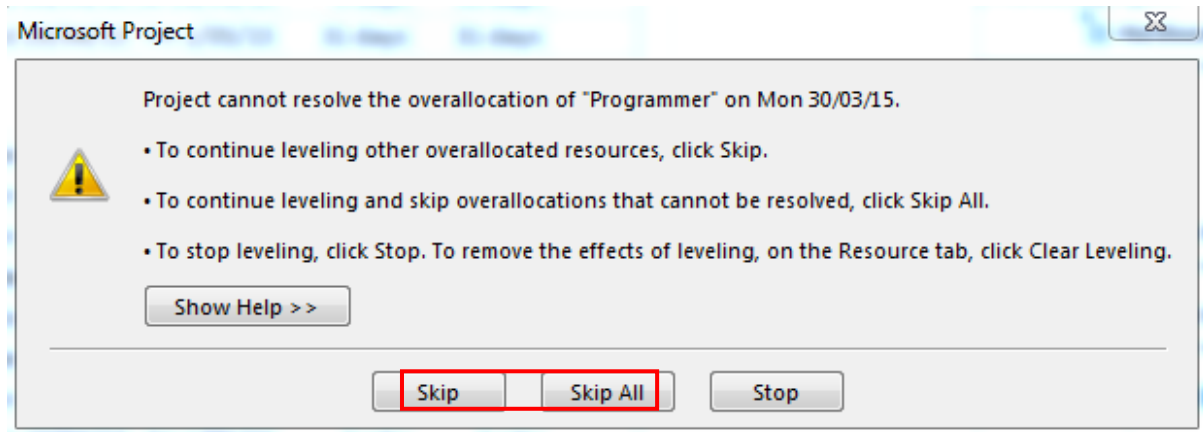 Microsoft Project
Project cannot resolve the overallocation of "Programmer" on Mon 30/03/15.
• To continue leveling other overallocated resources, click Skip.
• To continue leveling and skip overallocations that cannot be resolved, click Skip All.
• To stop leveling, click Stop. To remove the effects of leveling, on the Resource tab, click Clear Leveling.
Show Help >>
Skip Skip All Stop